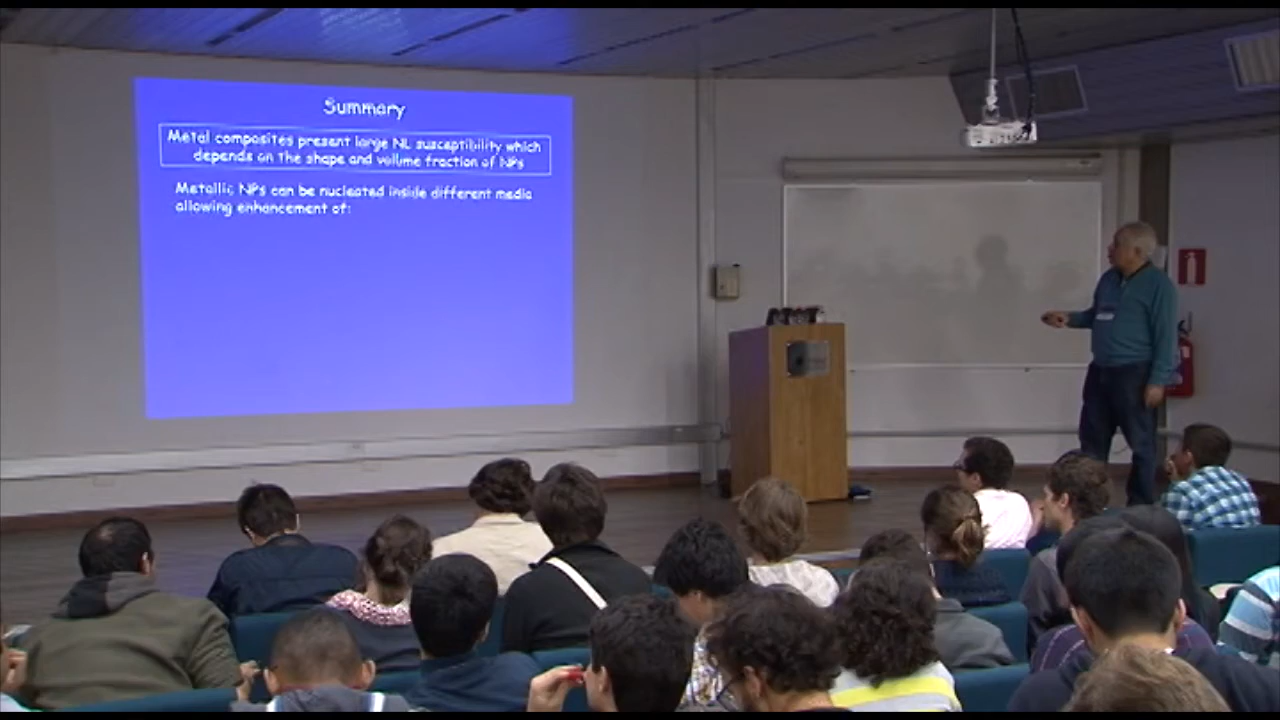 Summary
Metal composites present large NL susceptibility which
depends on the shape and volume fraction of NPs
Metallic NPs can be nucleated inside different media
allowing enhancement of: